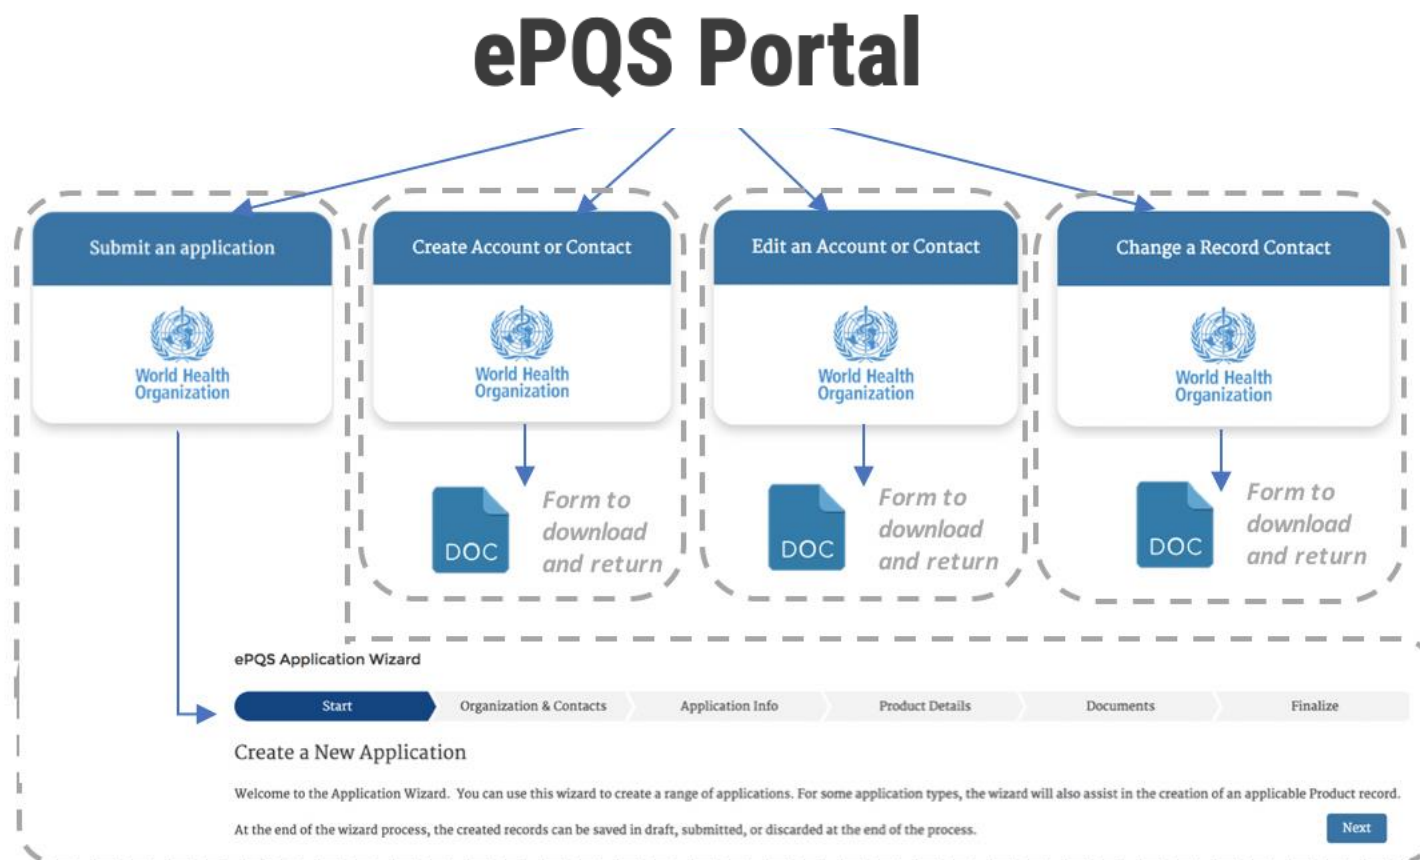 ePQS Portal
Submit an application
World Health
Organization
Create Account or Contact
World Health
Organization
DOC
Form to
download
and return
Edit an Account or Contact
World Health
Organization
DOC
Form to
download
and return
Change a Record Contact
World Health
Organization
DOC
Form to
download
and return
ePQS Application Wizard
Start
Organization & Contacts
Application Info
Product Details
Documents
Finalize
Create a New Application
Welcome to the Application Wizard. You can use this wizard to create a range of applications. For some application types, the wizard will also assist in the creation of an applicable Product record.
At the end of the wizard process, the created records can be saved in draft, submitted, or discarded at the end of the process.
Next